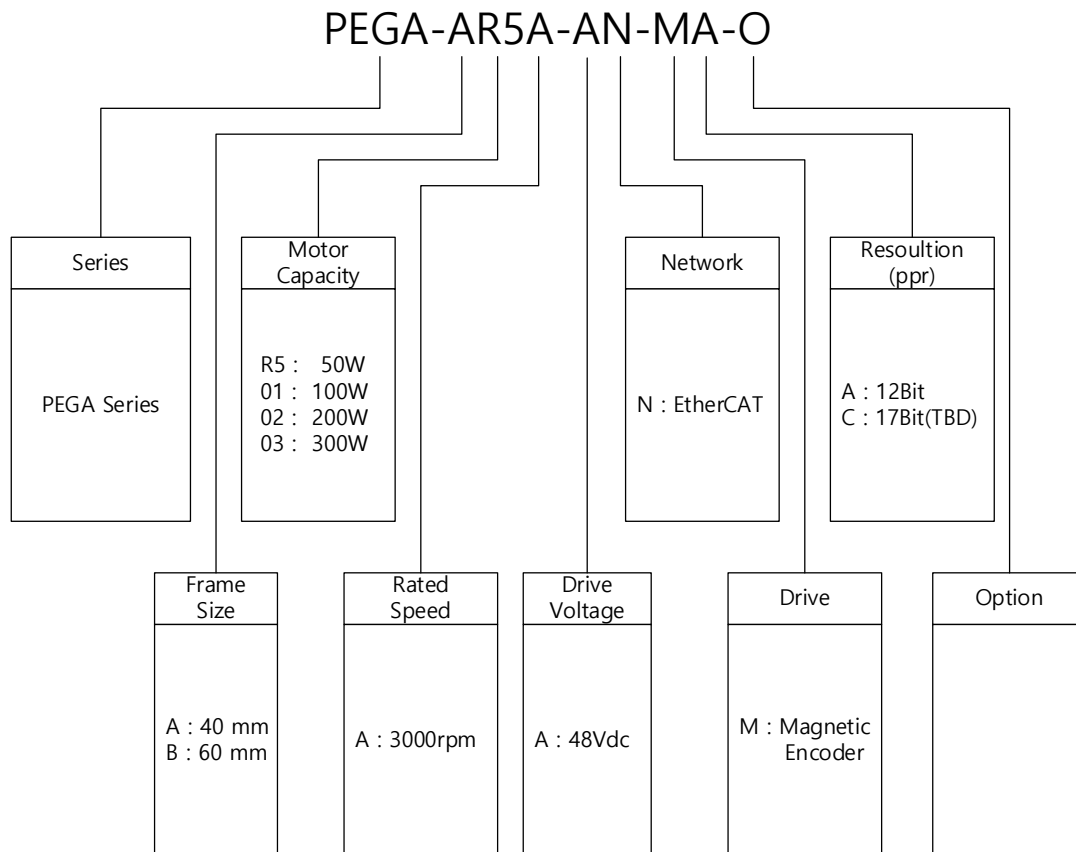 PEGA-AR5A-AN-MA-O
Series
PEGA Series
Motor
Capacity
R5 : 50W
01 : 100W
02 : 200W
03 : 300W
Network
N : EtherCAT
Resoultion
(ppr)
A : 12Bit
C : 17Bit(TBD)
Frame
Size
A : 40 mm
B : 60 mm
Rated
Speed
A : 3000rpm
Drive
Voltage
A : 48Vdc
Drive
M : Magnetic
Encoder
Option